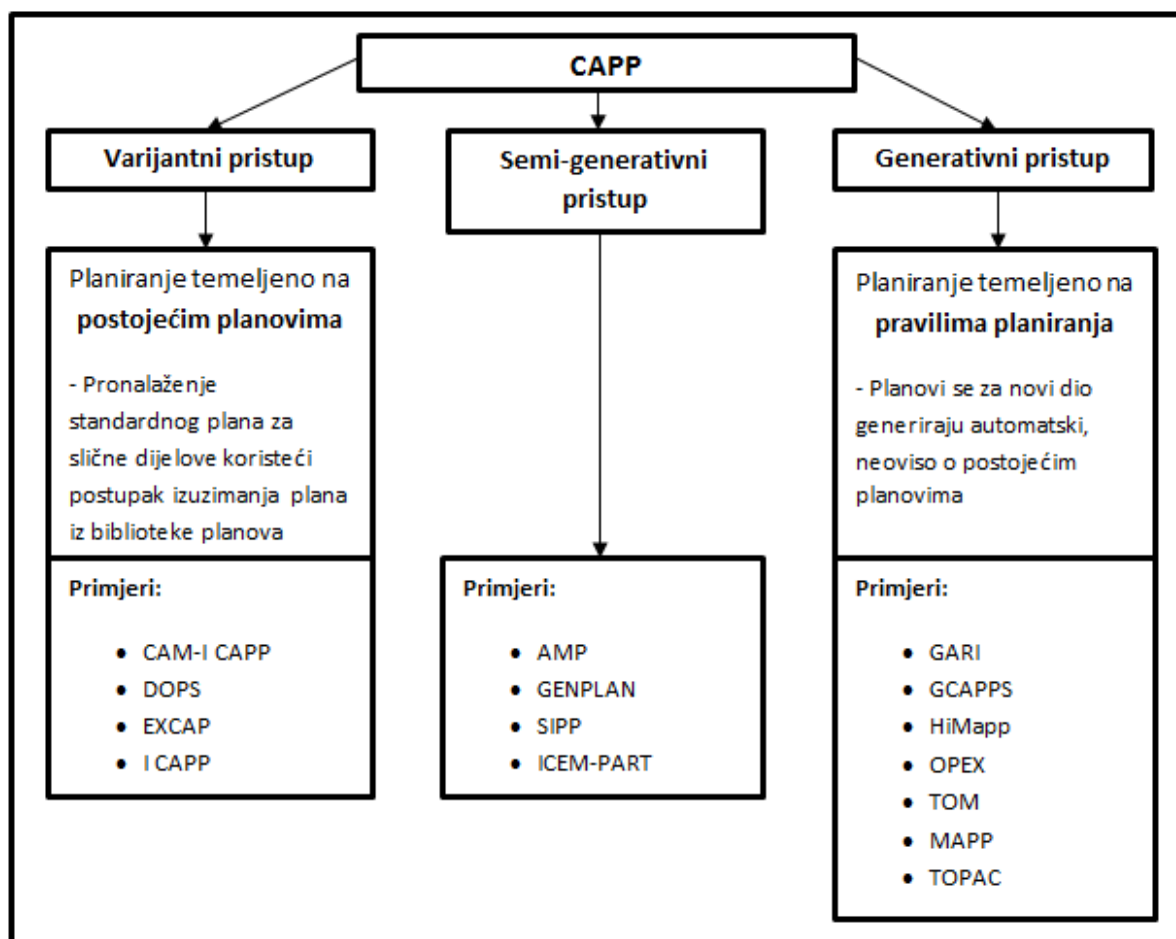 CAPP
Varijantni pristup
Semi-generativni
pristup
Generativni pristup
Planiranje temeljeno na
postojećim planovima
- Pronalaženje
standardnog plana za
slične dijelove koristeći
postupak izuzimanja plana
iz biblioteke planova
Planiranje temeljeno na
pravilima planiranja
- Planovi se za novi dio
generiraju automatski,
neoviso o postojećim
planovima
Primjeri:
• CAM-I CAPP
• DOPS
• EXCAP
• I CAPP
Primjeri:
• AMP
• GENPLAN
• SIPP
• ICEM-PART
Primjeri:
• GARI
• GCAPPS
• HiMapp
• OPEX
• TOM
• MAPP
• TOPAC